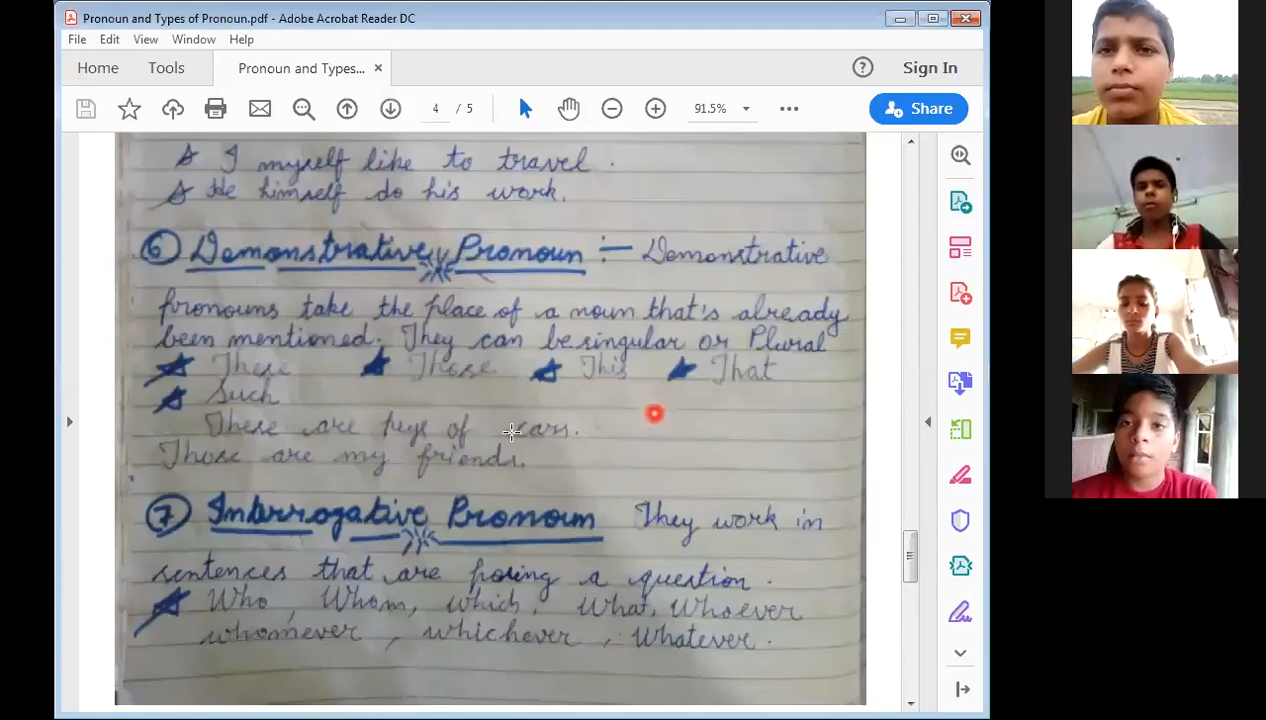 Pronoun and Types of Pronoun.pdf - Adobe Acrobat Reader DC
File Edit View Window Help
Home Tools Pronoun and Types... × Sign In
4 / 5 91.5% Share
I myself like to travel.
He himself do his work.
6 Demonstrative Pronoun :- Demonstrative
pronouns take the place of a noun that's already
been mentioned. They can be singular or Plural
These Those This That
Such
These are of cars.
Those are my friends.
7 Interrogative Pronoun They work in
sentences that are posing a question.
Who, Whom, which, What, Whoever
whomever, whichever, Whatever.